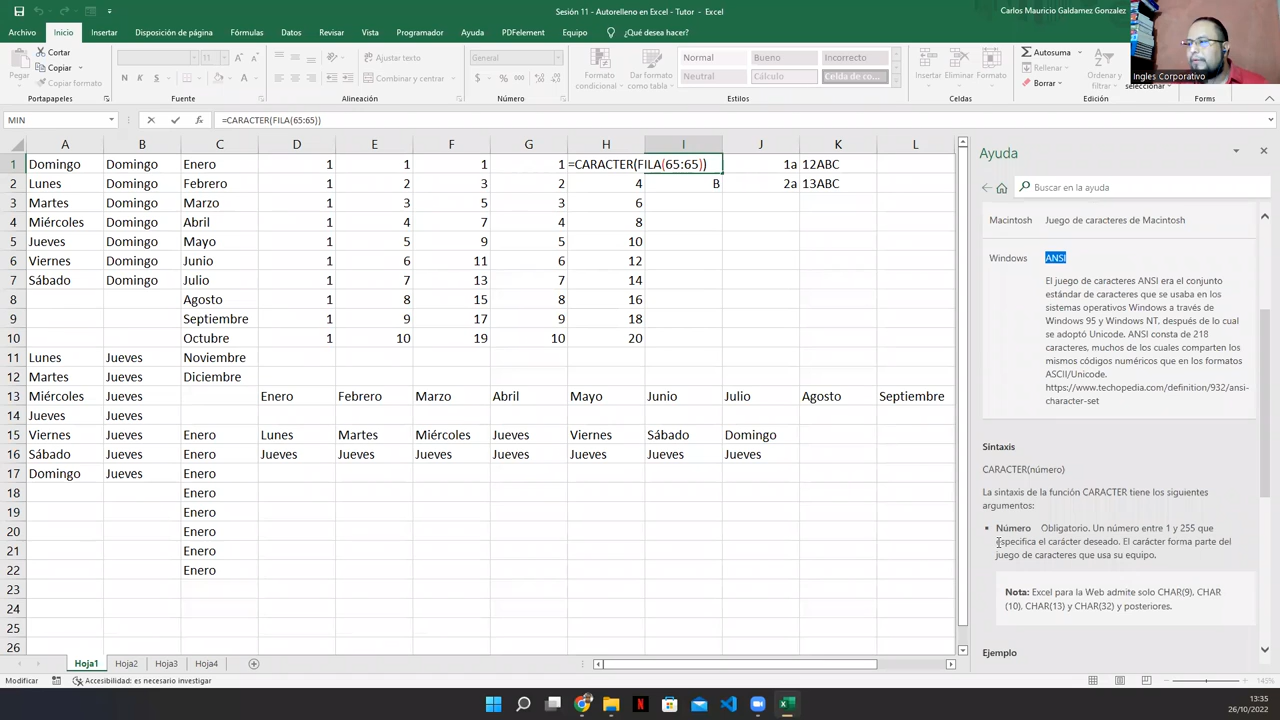 Sesión 11 - Autorelleno en Excel - Tutor - Excel
Carlos Mauricio Galdamez Gonzalez
Archivo Inicio Insertar Disposición de página Fórmulas Datos Revisar Vista Programador Ayuda PDFelement Equipo ¿Qué desea hacer?
Ingles Corporativo
Pegar
Cortar
Copiar
Copiar formato
Portapapeles
11
N K S
Fuente
Ajustar texto
Combinar y centrar
Alineación
$ % 000
Número
Formato condicional
Dar formato como tabla
Normal Bueno Incorrecto
Neutral Cálculo Celda de co...
Estilos
Insertar Eliminar Formato
Celdas
Autosuma
Rellenar
Borrar
Ordenar y filtrar
seleccionar
Edición
Forms
MIN
fx
=CARACTER(FILA(65:65))
A B C D E F G H I J K L
1 Domingo Domingo Enero 1 1 1 1 =CARACTER(FILA(65:65)) 1a 12ABC
2 Lunes Domingo Febrero 1 2 3 2 4 B 2a 13ABC
3 Martes Domingo Marzo 1 3 5 3 6
4 Miércoles Domingo Abril 1 4 7 4 8
5 Jueves Domingo Mayo 1 5 9 5 10
6 Viernes Domingo Junio 1 6 11 6 12
7 Sábado Domingo Julio 1 7 13 7 14
8 Agosto 1 8 15 8 16
9 Septiembre 1 9 17 9 18
10 Octubre 1 10 19 10 20
11 Lunes Jueves Noviembre
12 Martes Jueves Diciembre
13 Miércoles Jueves Enero Febrero Marzo Abril Mayo Junio Julio Agosto Septiembre
14 Jueves Jueves
15 Viernes Jueves Enero Lunes Martes Miércoles Jueves Viernes Sábado Domingo
16 Sábado Jueves Enero Jueves Jueves Jueves Jueves Jueves Jueves Jueves
17 Domingo Jueves Enero
18 Enero
19 Enero
20 Enero
21 Enero
22 Enero
23
24
25
26
Hoja1 Hoja2 Hoja3 Hoja4
Modificar
Accesibilidad: es necesario investigar
145%
Ayuda
Buscar en la ayuda
Macintosh Juego de caracteres de Macintosh
Windows ANSI
El juego de caracteres ANSI era el conjunto
estándar de caracteres que se usaba en los
sistemas operativos Windows a través de
Windows 95 y Windows NT, después de lo cual
se adoptó Unicode. ANSI consta de 218
caracteres, muchos de los cuales comparten los
mismos códigos numéricos que en los formatos
ASCII/Unicode.
https://www.techopedia.com/definition/932/ansi-
character-set
Sintaxis
CARACTER(número)
La sintaxis de la función CARACTER tiene los siguientes
argumentos:
Número Obligatorio. Un número entre 1 y 255 que
especifica el carácter deseado. El carácter forma parte del
juego de caracteres que usa su equipo.
Nota: Excel para la Web admite solo CHAR(9), CHAR
(10), CHAR(13) y CHAR(32) y posteriores.
Ejemplo
13:35
26/10/2022